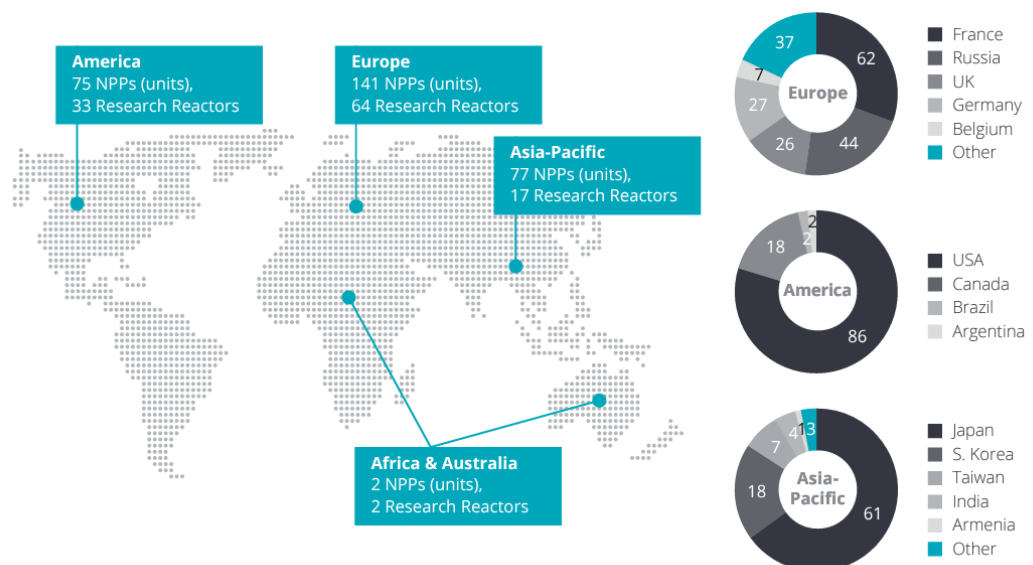 America
75 NPPs (units),
33 Research Reactors
Europe
141 NPPs (units),
64 Research Reactors
Asia-Pacific
77 NPPs (units),
17 Research Reactors
Africa & Australia
2 NPPs (units),
2 Research Reactors
37
62
7
27
26
44
Europe
France
Russia
UK
Germany
Belgium
Other
2
18
2
86
America
USA
Canada
Brazil
Argentina
4
1
3
7
18
61
Asia-
Pacific
Japan
S. Korea
Taiwan
India
Armenia
Other